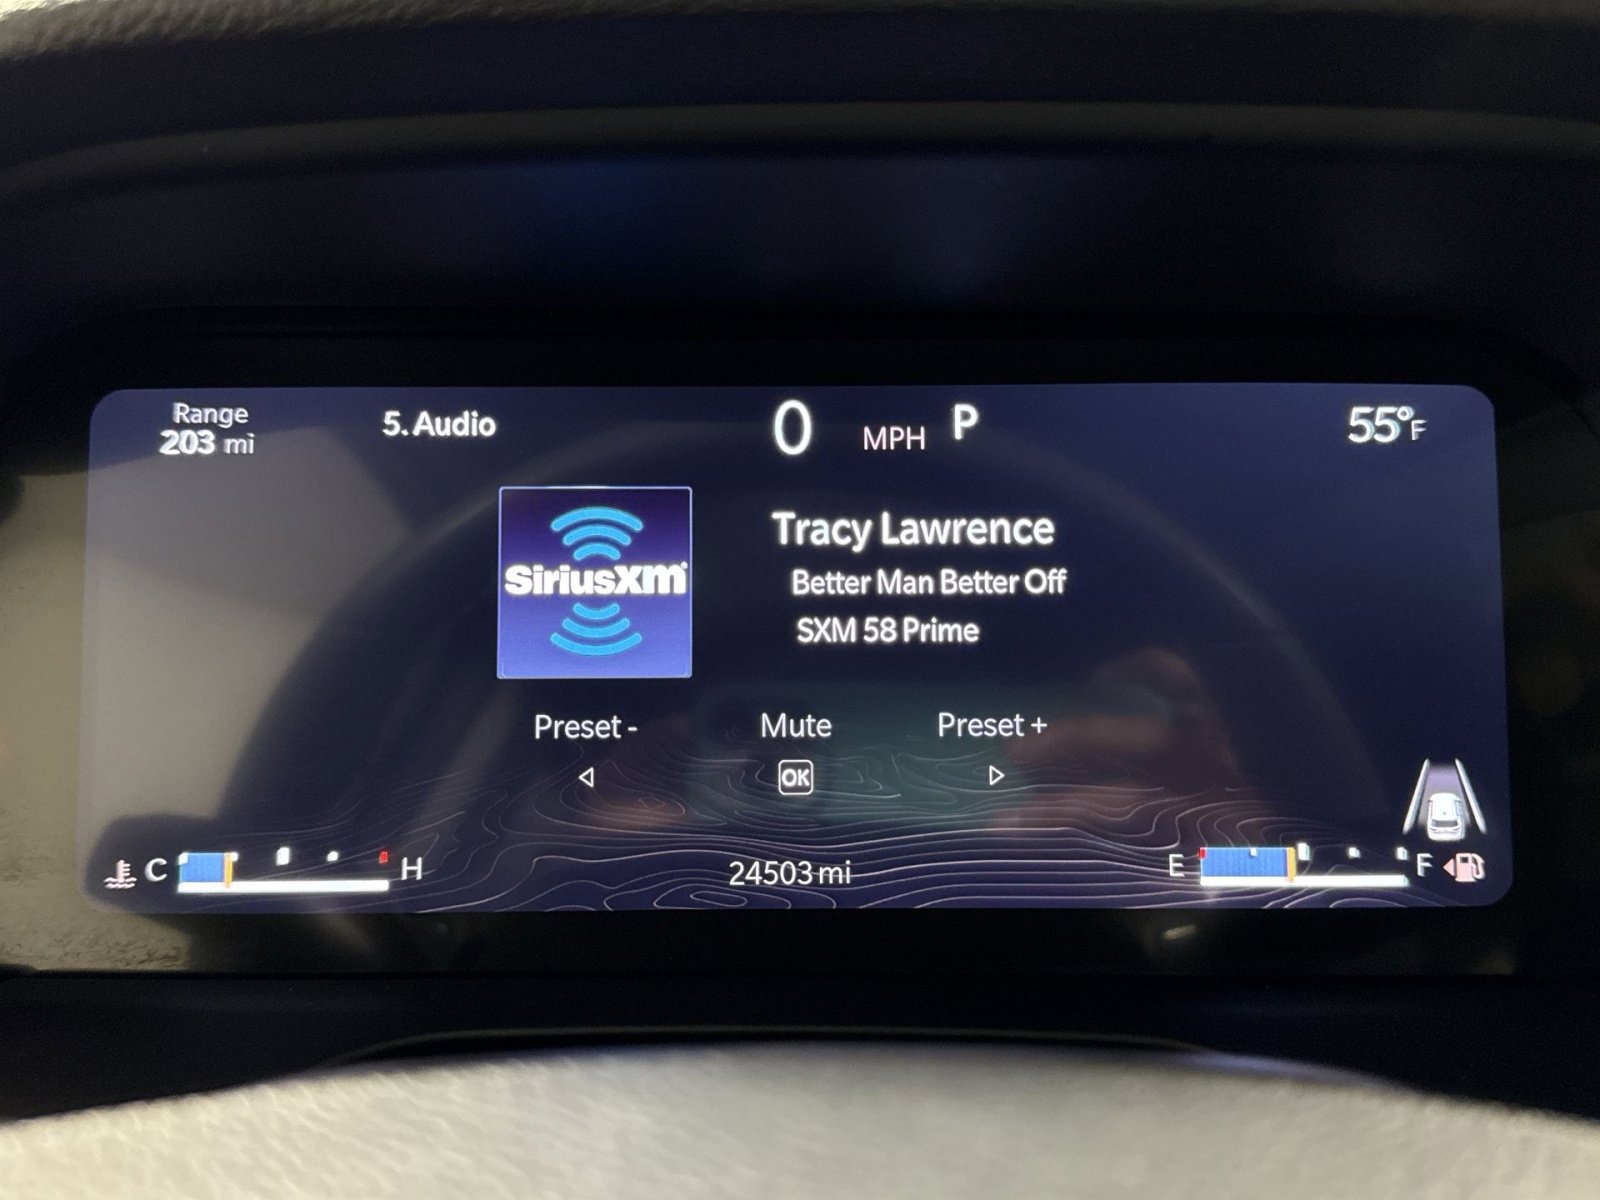 Range
203 mi
5. Audio
0 MPH P
55°F
SiriusXM
Tracy Lawrence
Better Man Better Off
SXM 58 Prime
Preset - Mute Preset +
OK
C H
24503 mi
E F